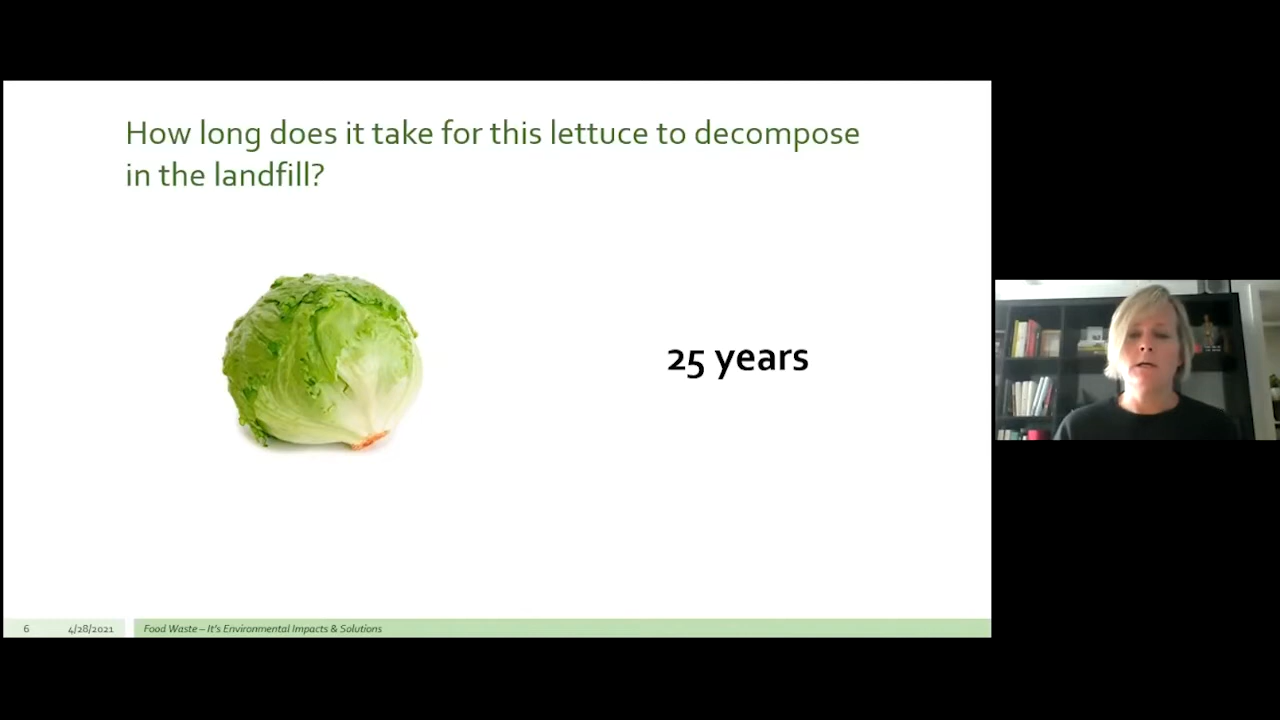 How long does it take for this lettuce to decompose
in the landfill?
25 years
6
4/28/2021
Food Waste – It's Environmental Impacts & Solutions